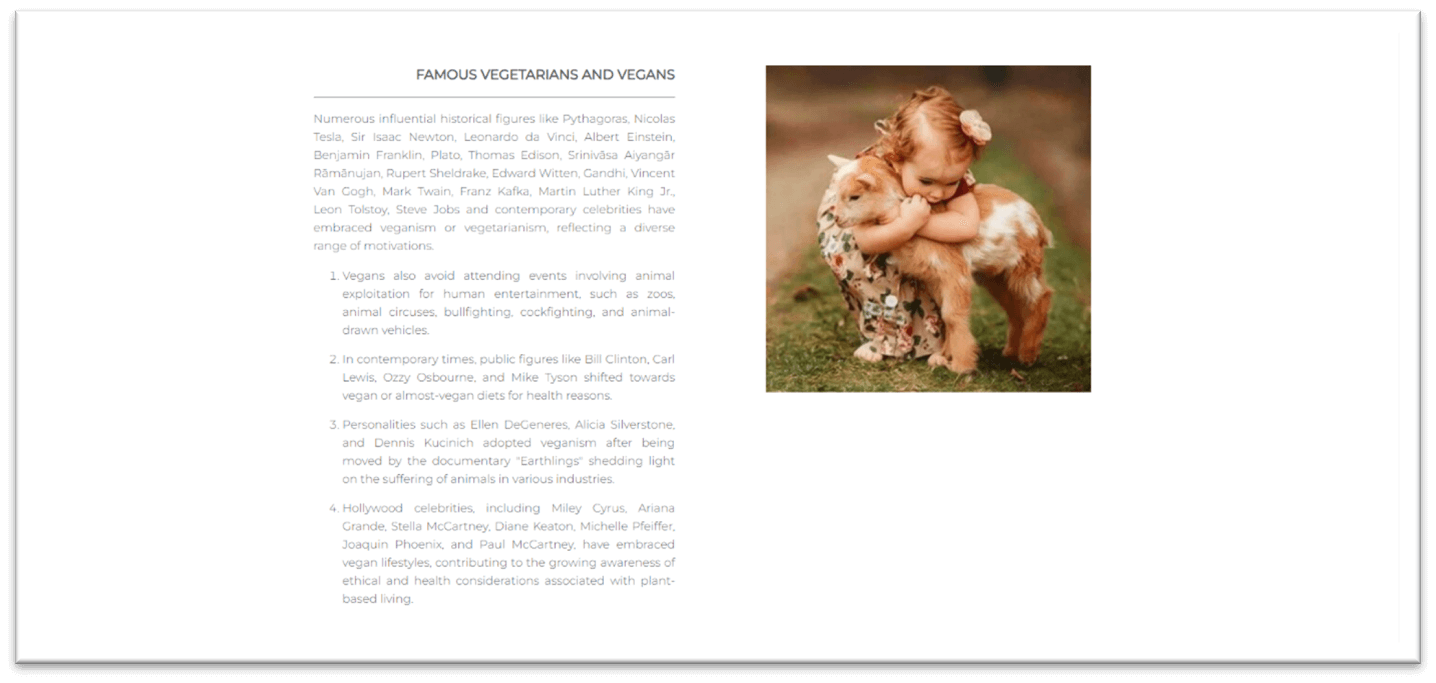 FAMOUS VEGETARIANS AND VEGANS
Numerous influential historical figures like Pythagoras, Nicolas
Tesla, Sir Isaac Newton, Leonardo da Vinci, Albert Einstein,
Benjamin Franklin, Plato, Thomas Edison, Srinivâsa Aiyangâr
Râmânujan, Rupert Sheldrake, Edward Witten, Gandhi, Vincent
Van Gogh, Mark Twain, Franz Kafka, Martin Luther King Jr.,
Leon Tolstoy, Steve Jobs and contemporary celebrities have
embraced veganism or vegetarianism, reflecting a diverse
range of motivations.
1. Vegans also avoid attending events involving animal
exploitation for human entertainment, such as zoos,
animal circuses, bullfighting, cockfighting, and animal-
drawn vehicles.
2. In contemporary times, public figures like Bill Clinton, Carl
Lewis, Ozzy Osbourne, and Mike Tyson shifted towards
vegan or almost-vegan diets for health reasons.
3. Personalities such as Ellen DeGeneres, Alicia Silverstone,
and Dennis Kucinich adopted veganism after being
moved by the documentary "Earthlings" shedding light
on the suffering of animals in various industries.
4. Hollywood celebrities, including Miley Cyrus, Ariana
Grande, Stella McCartney, Diane Keaton, Michelle Pfeiffer,
Joaquin Phoenix, and Paul McCartney, have embraced
vegan lifestyles, contributing to the growing awareness of
ethical and health considerations associated with plant-
based living.